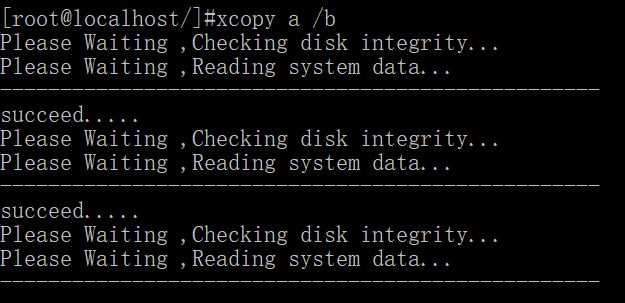 [root@localhost/]#xcopy a /b
Please Waiting ,Checking disk integrity...
Please Waiting ,Reading system data...
--------------------------------------------------
succeed.....
Please Waiting ,Checking disk integrity...
Please Waiting ,Reading system data...
--------------------------------------------------
succeed.....
Please Waiting ,Checking disk integrity...
Please Waiting ,Reading system data...
--------------------------------------------------